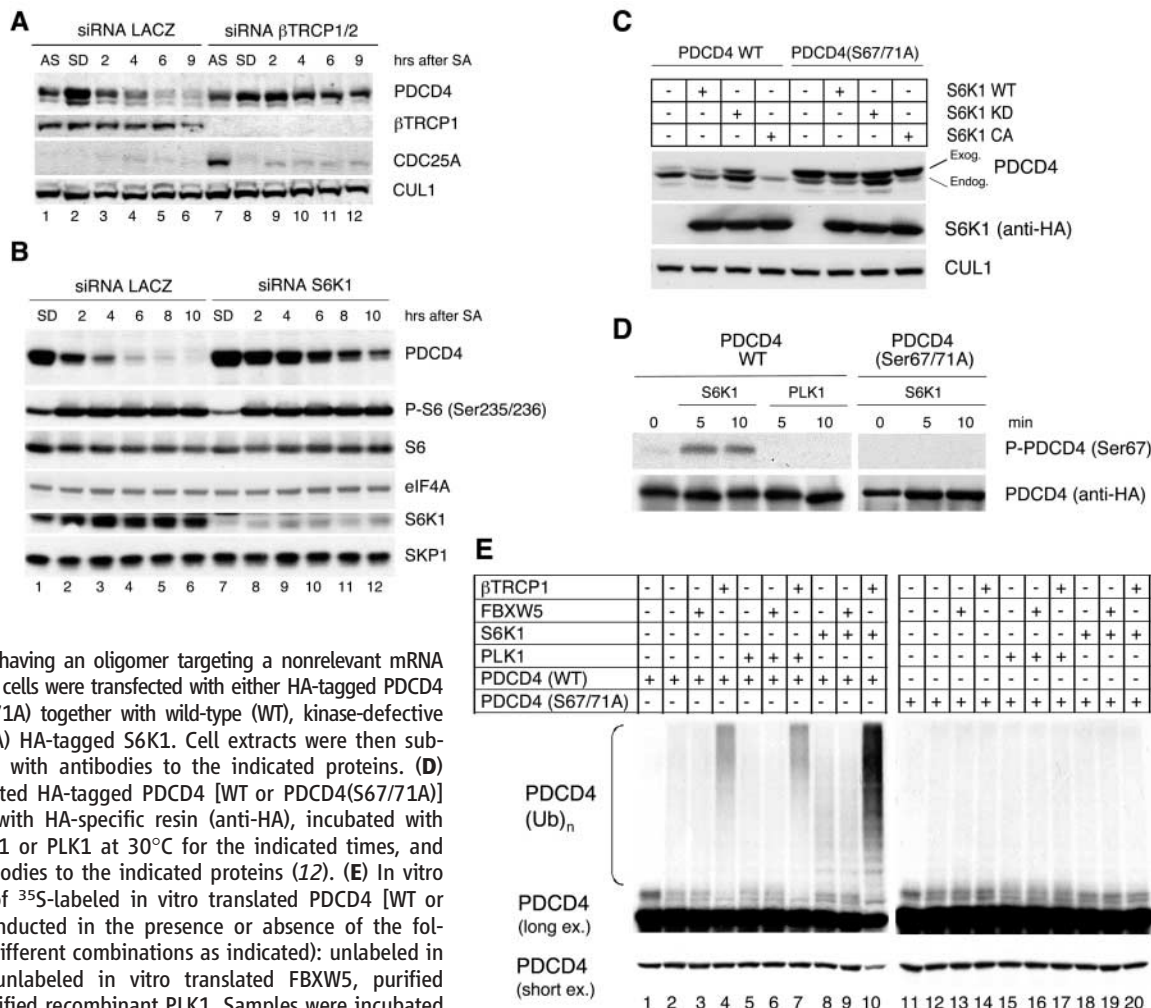 A
siRNA LACZ siRNA βTRCP1/2
AS SD 2 4 6 9 AS SD 2 4 6 9 hrs after SA
PDCD4
βTRCP1
CDC25A
CUL1
1 2 3 4 5 6 7 8 9 10 11 12
B
siRNA LACZ siRNA S6K1
SD 2 4 6 8 10 SD 2 4 6 8 10 hrs after SA
PDCD4
P-S6 (Ser235/236)
S6
eIF4A
S6K1
SKP1
1 2 3 4 5 6 7 8 9 10 11 12
C
PDCD4 WT PDCD4(S67/71A)
- + - - - + - - S6K1 WT
- - + - - - + - S6K1 KD
- - - + - - - + S6K1 CA
Exog.
PDCD4
Endog.
S6K1 (anti-HA)
CUL1
D
PDCD4 PDCD4
WT (Ser67/71A)
S6K1 PLK1 S6K1
0 5 10 5 10 0 5 10 min
P-PDCD4 (Ser67)
PDCD4 (anti-HA)
E
βTRCP1 - - - + - - + - - + - - - + - - + - - +
FBXW5 - - + - - + - - + - - - + - - + - - + -
S6K1 - - - - - - - + + + - - - - - - - + + +
PLK1 - - - - + + + - - - - - - - + + + - - -
PDCD4 (WT) + + + + + + + + + + - - - - - - - - - -
PDCD4 (S67/71A) - - - - - - - - - - + + + + + + + + + +
PDCD4
(Ub)n
PDCD4
(long ex.)
PDCD4
(short ex.)
1 2 3 4 5 6 7 8 9 10 11 12 13 14 15 16 17 18 19 20
having an oligomer targeting a nonrelevant mRNA
cells were transfected with either HA-tagged PDCD4
71A) together with wild-type (WT), kinase-defective
A) HA-tagged S6K1. Cell extracts were then sub-
with antibodies to the indicated proteins. (D)
ted HA-tagged PDCD4 [WT or PDCD4(S67/71A)]
with HA-specific resin (anti-HA), incubated with
1 or PLK1 at 30°C for the indicated times, and
odies to the indicated proteins (12). (E) In vitro
of 35S-labeled in vitro translated PDCD4 [WT or
nducted in the presence or absence of the fol-
ifferent combinations as indicated): unlabeled in
unlabeled in vitro translated FBXW5, purified
ified recombinant PLK1. Samples were incubated